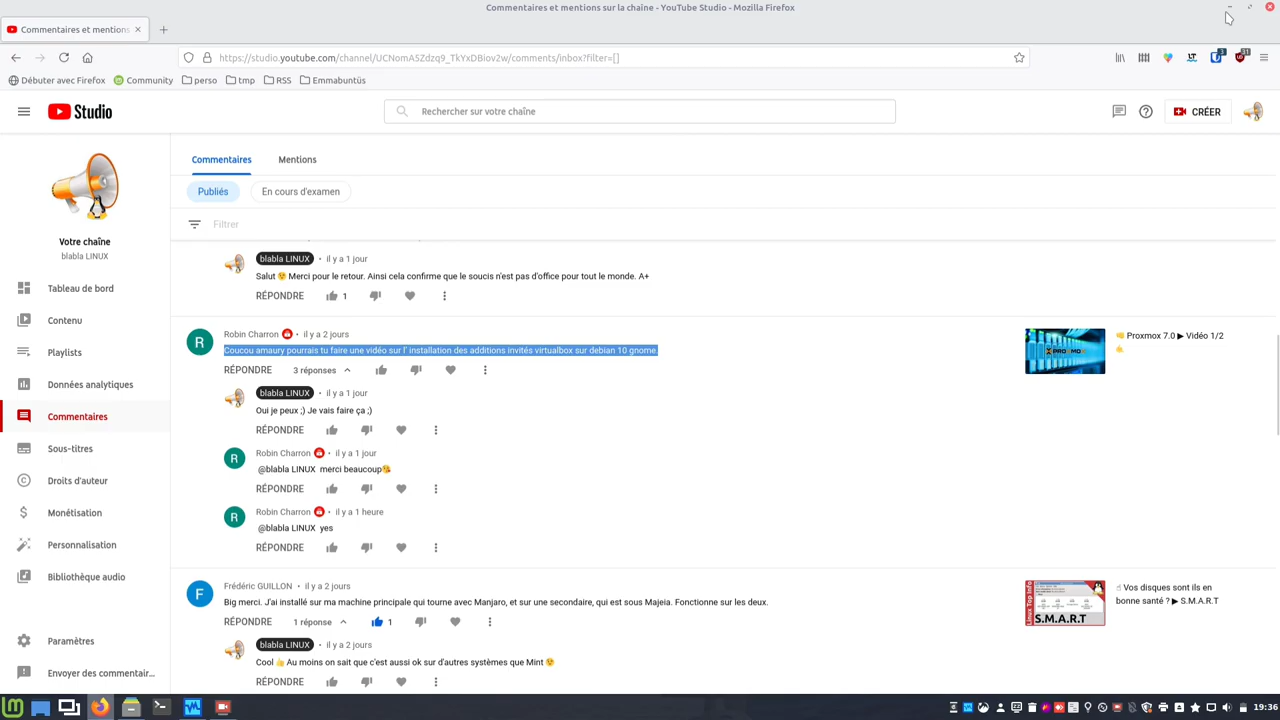 Commentaires et mentions sur la chaîne - YouTube Studio - Mozilla Firefox
Commentaires et mentions
https://studio.youtube.com/channel/UCNomA5Zdzq9_TkYxDBiov2w/comments/inbox?filter=[]
Débuter avec Firefox
Community
perso
tmp
RSS
Emmabuntüs
Studio
Rechercher sur votre chaîne
CRÉER
Commentaires
Mentions
Publiés
En cours d'examen
Filtrer
Votre chaîne
blabla LINUX
Tableau de bord
Contenu
Playlists
Données analytiques
Commentaires
Sous-titres
Droits d'auteur
Monétisation
Personnalisation
Bibliothèque audio
Paramètres
Envoyer des commentair...
blabla LINUX • il y a 1 jour
Salut 😉 Merci pour le retour. Ainsi cela confirme que le soucis n'est pas d'office pour tout le monde. A+
RÉPONDRE 1
Robin Charron • il y a 2 jours
Coucou amaury pourrais tu faire une vidéo sur l' installation des additions invités virtualbox sur debian 10 gnome.
RÉPONDRE 3 réponses
👊 Proxmox 7.0 ▶ Vidéo 1/2
PROXMOX
blabla LINUX • il y a 1 jour
Oui je peux ;) Je vais faire ça ;)
RÉPONDRE
Robin Charron • il y a 1 jour
@blabla LINUX merci beaucoup😘
RÉPONDRE
Robin Charron • il y a 1 heure
@blabla LINUX yes
RÉPONDRE
Frédéric GUILLON • il y a 2 jours
Big merci. J'ai installé sur ma machine principale qui tourne avec Manjaro, et sur une secondaire, qui est sous Majeia. Fonctionne sur les deux.
RÉPONDRE 1 réponse 1
Vos disques sont ils en
bonne santé ? ▶ S.M.A.R.T
Linux Top Info
S.M.A.R.T
blabla LINUX • il y a 2 jours
Cool 👍 Au moins on sait que c'est aussi ok sur d'autres systèmes que Mint 😉
RÉPONDRE
19:36